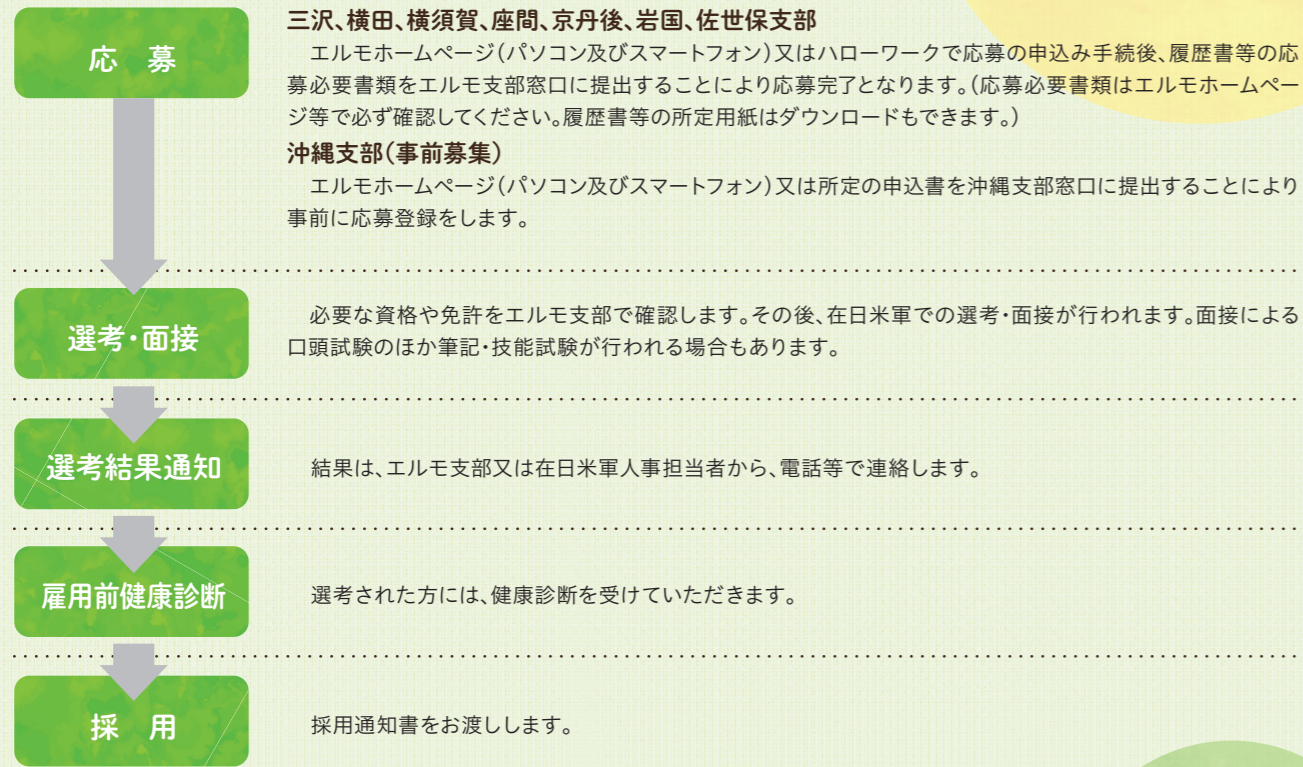 応 募
三沢、横田、横須賀、座間、京丹後、岩国、佐世保支部
エルモホームページ(パソコン及びスマートフォン)又はハローワークで応募の申込み手続後、履歴書等の応
募必要書類をエルモ支部窓口に提出することにより応募完了となります。(応募必要書類はエルモホームペー
ジ等で必ず確認してください。履歴書等の所定用紙はダウンロードもできます。)
沖縄支部(事前募集)
エルモホームページ(パソコン及びスマートフォン)又は所定の申込書を沖縄支部窓口に提出することにより
事前に応募登録をします。
選考・面接
必要な資格や免許をエルモ支部で確認します。その後、在日米軍での選考・面接が行われます。面接による
口頭試験のほか筆記・技能試験が行われる場合もあります。
選考結果通知
結果は、エルモ支部又は在日米軍人事担当者から、電話等で連絡します。
雇用前健康診断
選考された方には、健康診断を受けていただきます。
採 用
採用通知書をお渡しします。